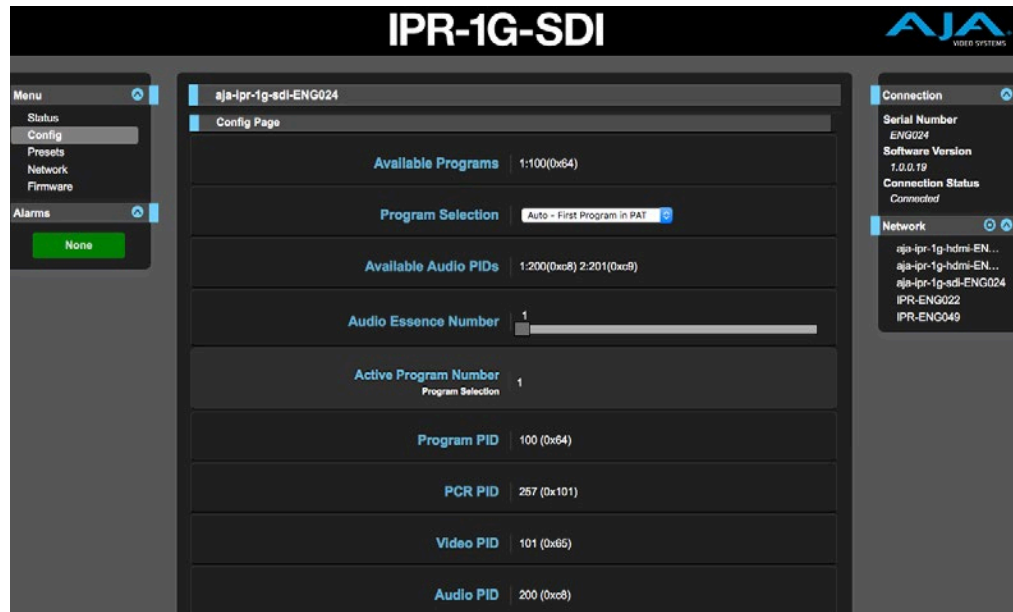 IPR-1G-SDI
AJA
VIDEO SYSTEMS
Menu
Status
Config
Presets
Network
Firmware
Alarms
None
aja-ipr-1g-sdi-ENG024
Config Page
Available Programs 1:100(0x64)
Program Selection Auto - First Program in PAT
Available Audio PIDs 1:200(0xc8) 2:201(0xc9)
Audio Essence Number 1
Active Program Number 1
Program Selection
Program PID 100 (0x64)
PCR PID 257 (0x101)
Video PID 101 (0x65)
Audio PID 200 (0xc8)
Connection
Serial Number
ENG024
Software Version
1.0.0.19
Connection Status
Connected
Network
aja-ipr-1g-hdmi-EN...
aja-ipr-1g-hdmi-EN...
aja-ipr-1g-sdi-ENG024
IPR-ENG022
IPR-ENG049